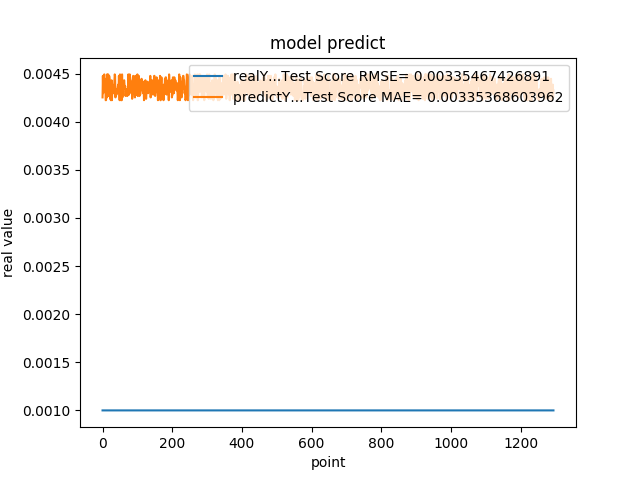 model predict
realY...Test Score RMSE= 0.00335467426891
predictY...Test Score MAE= 0.00335368603962
0.0045
0.0040
0.0035
0.0030
0.0025
0.0020
0.0015
0.0010
real value
0 200 400 600 800 1000 1200
point